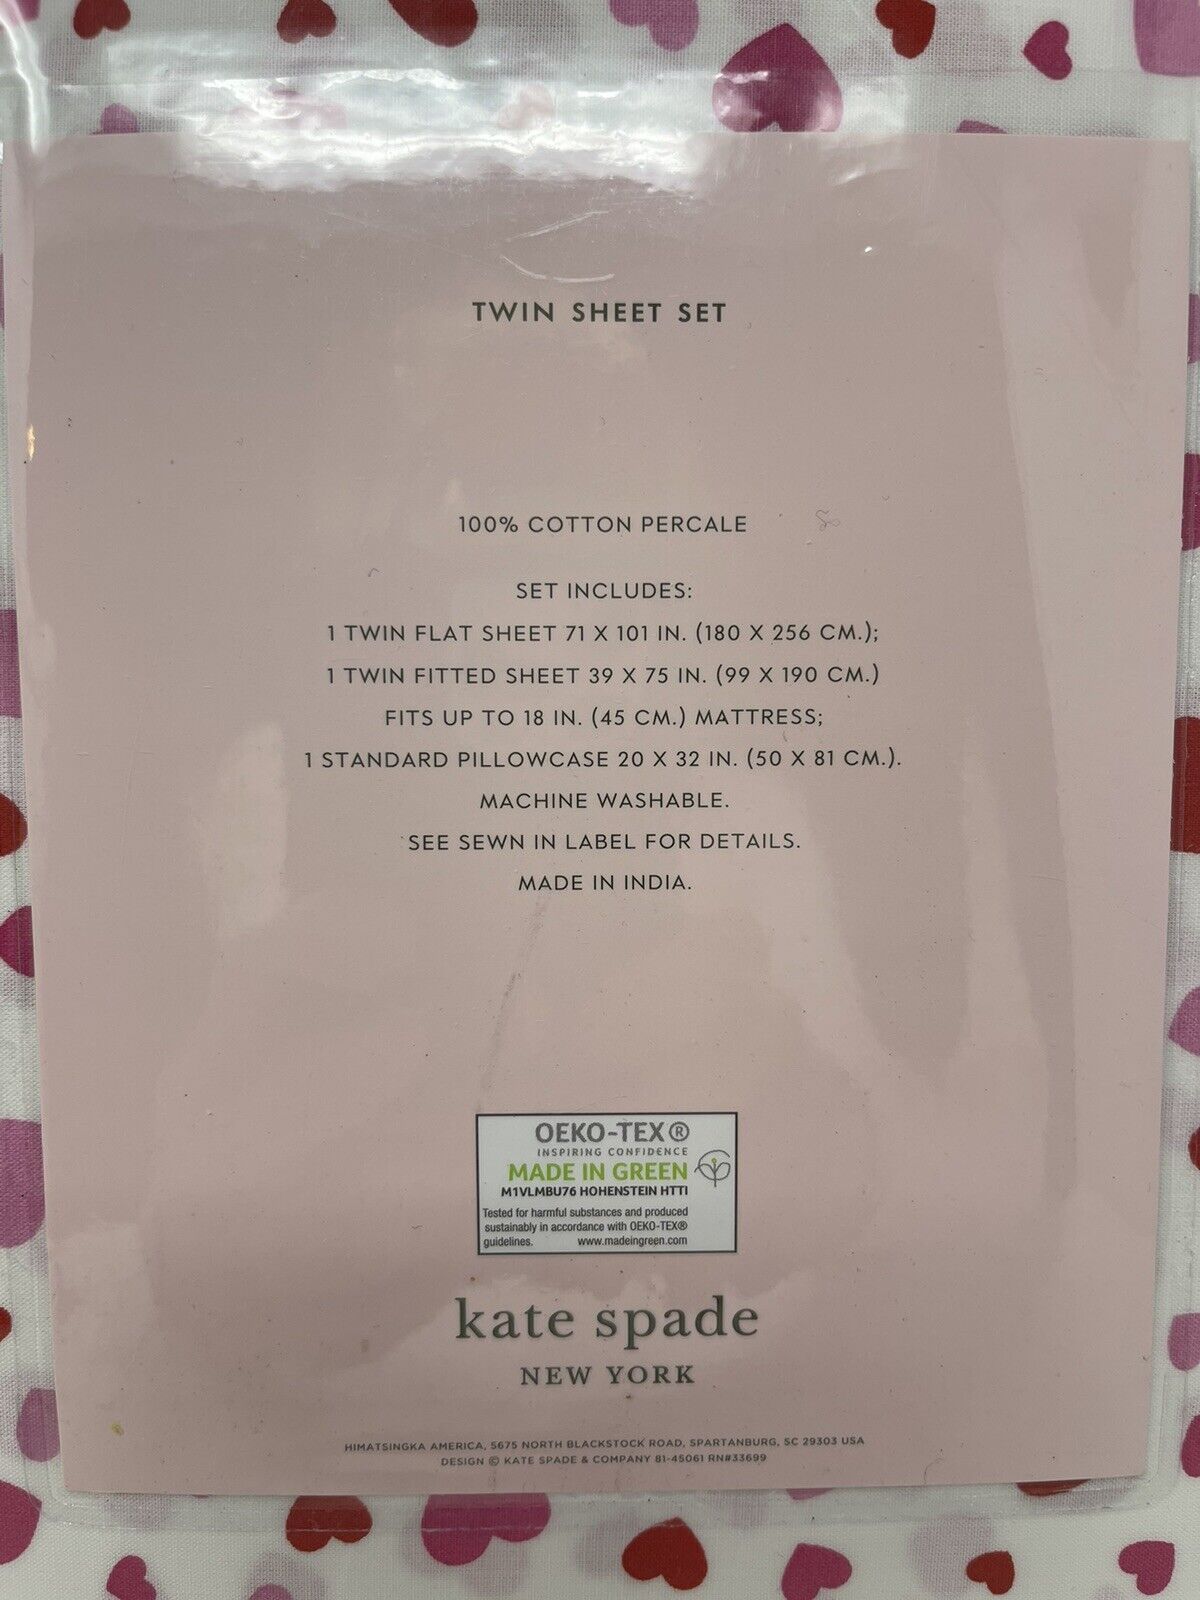 TWIN SHEET SET
100% COTTON PERCALE
SET INCLUDES:
1 TWIN FLAT SHEET 71 X 101 IN. (180 X 256 CM.);
1 TWIN FITTED SHEET 39 X 75 IN. (99 X 190 CM.)
FITS UP TO 18 IN. (45 CM.) MATTRESS;
1 STANDARD PILLOWCASE 20 X 32 IN. (50 X 81 CM.).
MACHINE WASHABLE.
SEE SEWN IN LABEL FOR DETAILS.
MADE IN INDIA.
OEKO-TEX®
INSPIRING CONFIDENCE
MADE IN GREEN
M1VLMBU76 HOHENSTEIN HTTI
Tested for harmful substances and produced
sustainably in accordance with OEKO-TEX®
guidelines. www.madeingreen.com
kate spade
NEW YORK
HIMATSINGKA AMERICA, 5675 NORTH BLACKSTOCK ROAD, SPARTANBURG, SC 29303 USA
DESIGN © KATE SPADE & COMPANY 81-45061 RN#33699